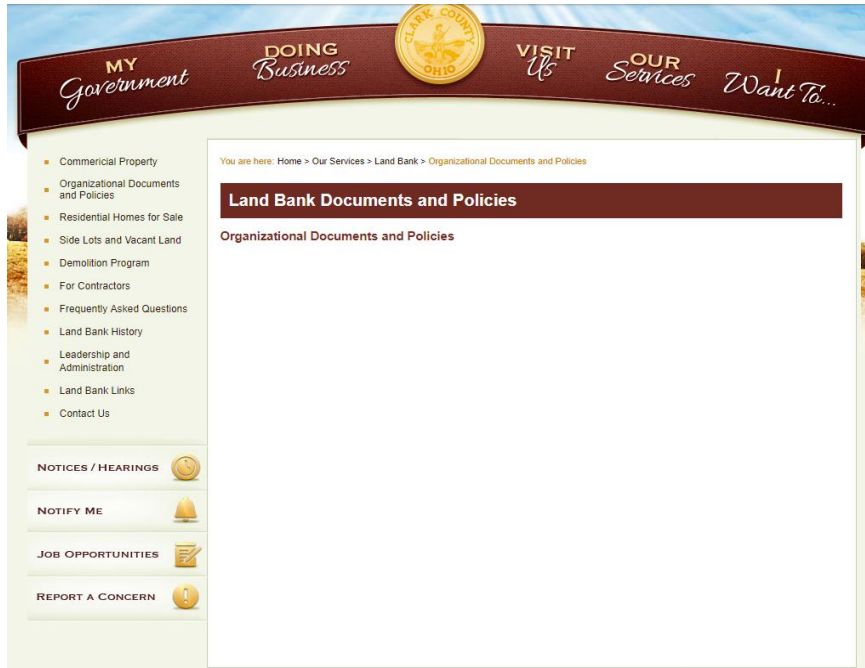 CLARK COUNTY
OHIO
MY
Government
DOING
Business
VISIT
Us
OUR
Services
I
Want To...
Commericial Property
Organizational Documents
and Policies
Residential Homes for Sale
Side Lots and Vacant Land
Demolition Program
For Contractors
Frequently Asked Questions
Land Bank History
Leadership and
Administration
Land Bank Links
Contact Us
NOTICES / HEARINGS
NOTIFY ME
JOB OPPORTUNITIES
REPORT A CONCERN
You are here: Home > Our Services > Land Bank > Organizational Documents and Policies
Land Bank Documents and Policies
Organizational Documents and Policies